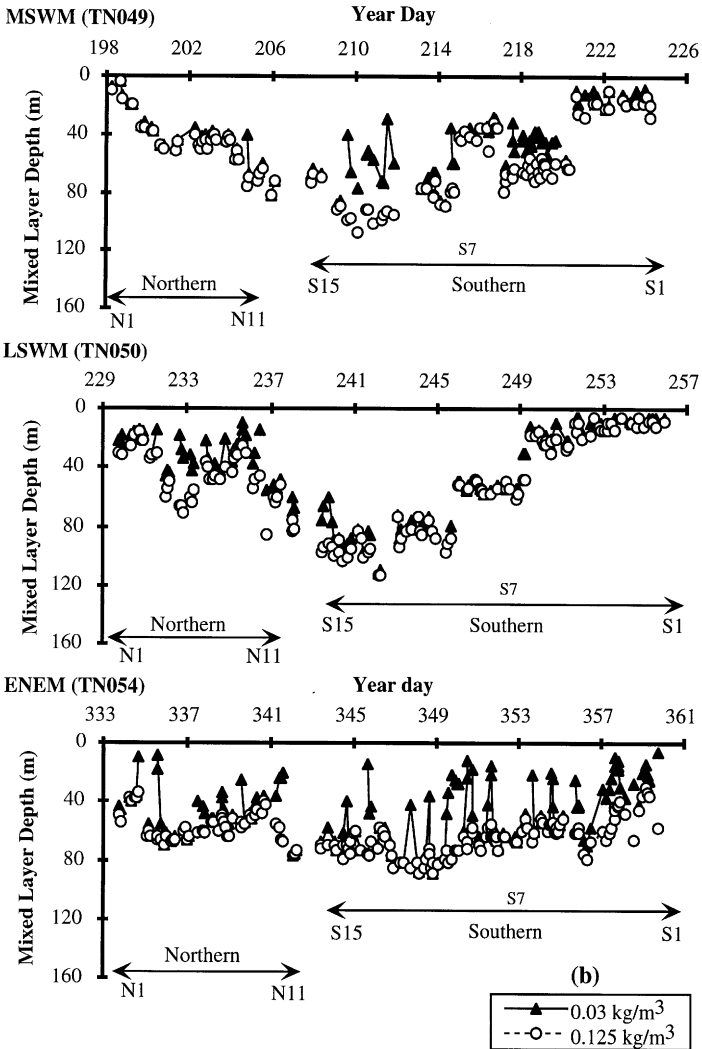 MSWM (TN049) Year Day
198 202 206 210 214 218 222 226
0
40
80
120
160
Mixed Layer Depth (m)
S7
Northern
S15 Southern S1
N1 N11
LSWM (TN050)
229 233 237 241 245 249 253 257
0
40
80
120
160
Mixed Layer Depth (m)
S7
Northern S15 Southern S1
N1 N11
ENEM (TN054) Year day
333 337 341 345 349 353 357 361
0
40
80
120
160
Mixed Layer Depth (m)
S7
S15 Southern S1
Northern
N1 N11
(b)
0.03 kg/m3
0.125 kg/m3